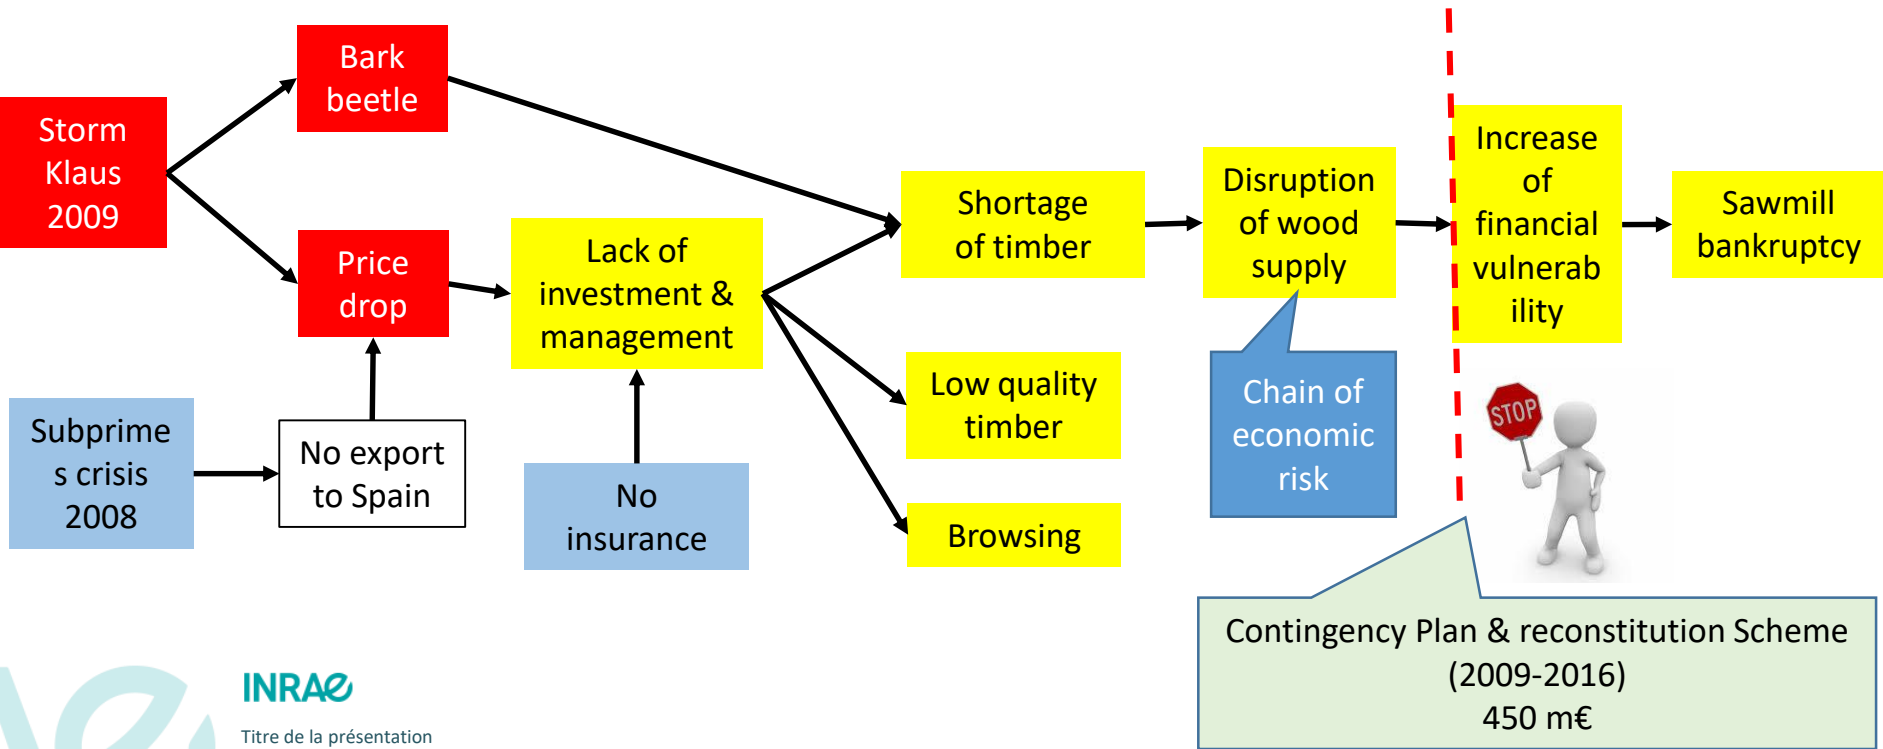 Bark
beetle
Storm
Klaus
2009
Price
drop
Lack of
investment &
management
Shortage
of timber
Disruption
of wood
supply
Increase
of
financial
vulnerab
ility
Sawmill
bankruptcy
Subprime
s crisis
2008
No export
to Spain
No
insurance
Low quality
timber
Browsing
Chain of
economic
risk
STOP
Contingency Plan & reconstitution Scheme
(2009-2016)
450 m€
INRAE
Titre de la présentation